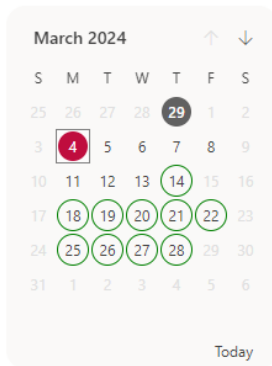 March 2024
S M T W T F S
25 26 27 28 29 1 2
3 4 5 6 7 8 9
10 11 12 13 14 15 16
17 18 19 20 21 22 23
24 25 26 27 28 29 30
31 1 2 3 4 5 6
Today